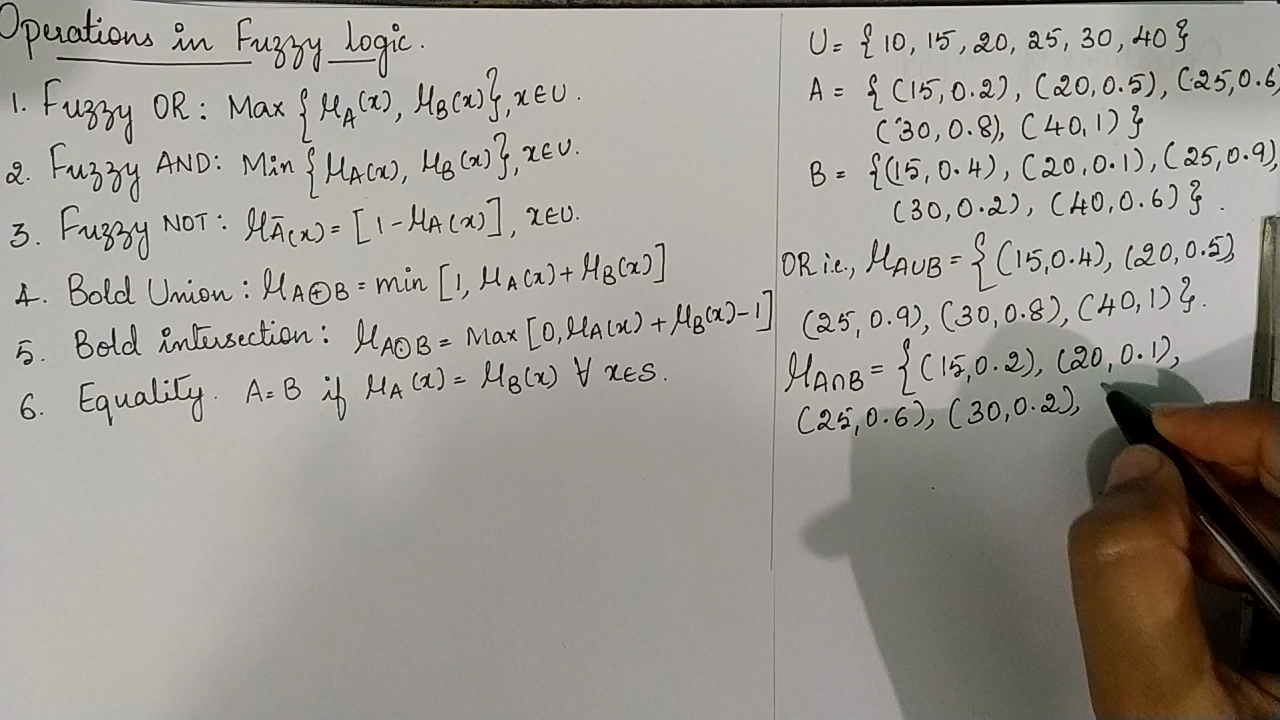 Operations in Fuzzy logic.
1. Fuzzy OR: Max {μA(x), μB(x)}, x∈U.
2. Fuzzy AND: Min {μA(x), μB(x)}, x∈U.
3. Fuzzy NOT: μĀ(x) = [1-μA(x)], x∈U.
4. Bold Union: μA⊕B = min [1, μA(x) + μB(x)]
5. Bold intersection: μA⊙B = Max [0, μA(x) + μB(x) - 1]
6. Equality. A=B if μA(x) = μB(x) ∀ x∈S.
U = {10, 15, 20, 25, 30, 40}
A = {(15, 0.2), (20, 0.5), (25, 0.6
(30, 0.8), (40, 1)}
B = {(15, 0.4), (20, 0.1), (25, 0.9),
(30, 0.2), (40, 0.6)}.
OR i.e., μA∪B = {(15, 0.4), (20, 0.5)
(25, 0.9), (30, 0.8), (40, 1)}.
μA∩B = {(15, 0.2), (20, 0.1),
(25, 0.6), (30, 0.2),